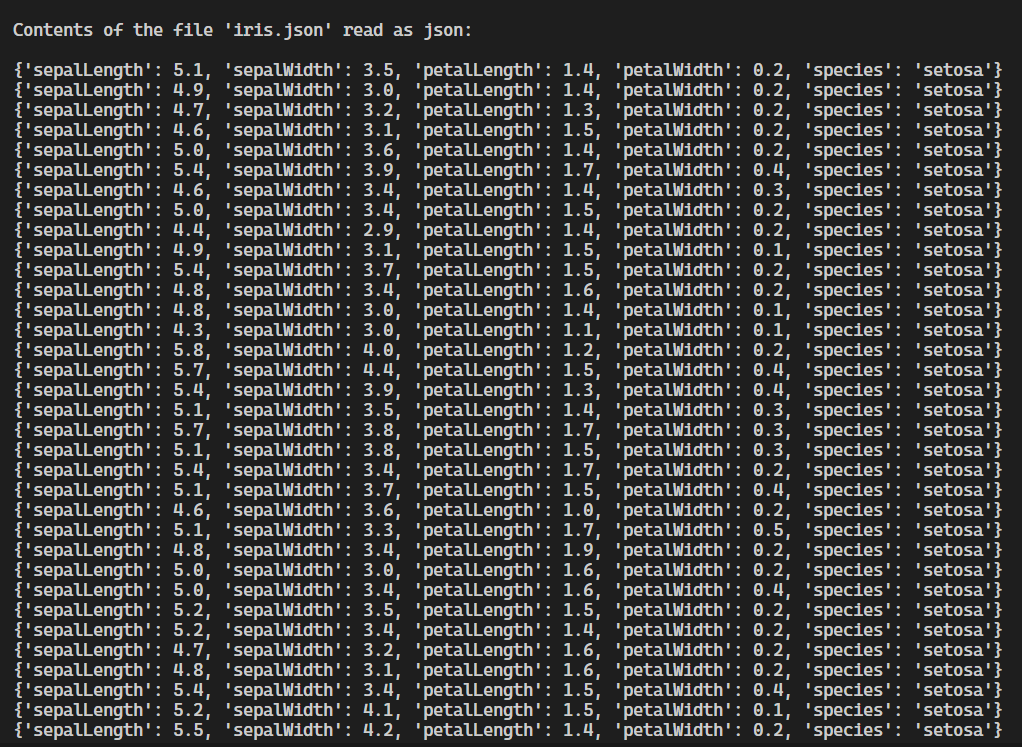 Contents of the file 'iris.json' read as json:
{'sepalLength': 5.1, 'sepalWidth': 3.5, 'petalLength': 1.4, 'petalWidth': 0.2, 'species': 'setosa'}
{'sepalLength': 4.9, 'sepalWidth': 3.0, 'petalLength': 1.4, 'petalWidth': 0.2, 'species': 'setosa'}
{'sepalLength': 4.7, 'sepalWidth': 3.2, 'petalLength': 1.3, 'petalWidth': 0.2, 'species': 'setosa'}
{'sepalLength': 4.6, 'sepalWidth': 3.1, 'petalLength': 1.5, 'petalWidth': 0.2, 'species': 'setosa'}
{'sepalLength': 5.0, 'sepalWidth': 3.6, 'petalLength': 1.4, 'petalWidth': 0.2, 'species': 'setosa'}
{'sepalLength': 5.4, 'sepalWidth': 3.9, 'petalLength': 1.7, 'petalWidth': 0.4, 'species': 'setosa'}
{'sepalLength': 4.6, 'sepalWidth': 3.4, 'petalLength': 1.4, 'petalWidth': 0.3, 'species': 'setosa'}
{'sepalLength': 5.0, 'sepalWidth': 3.4, 'petalLength': 1.5, 'petalWidth': 0.2, 'species': 'setosa'}
{'sepalLength': 4.4, 'sepalWidth': 2.9, 'petalLength': 1.4, 'petalWidth': 0.2, 'species': 'setosa'}
{'sepalLength': 4.9, 'sepalWidth': 3.1, 'petalLength': 1.5, 'petalWidth': 0.1, 'species': 'setosa'}
{'sepalLength': 5.4, 'sepalWidth': 3.7, 'petalLength': 1.5, 'petalWidth': 0.2, 'species': 'setosa'}
{'sepalLength': 4.8, 'sepalWidth': 3.4, 'petalLength': 1.6, 'petalWidth': 0.2, 'species': 'setosa'}
{'sepalLength': 4.8, 'sepalWidth': 3.0, 'petalLength': 1.4, 'petalWidth': 0.1, 'species': 'setosa'}
{'sepalLength': 4.3, 'sepalWidth': 3.0, 'petalLength': 1.1, 'petalWidth': 0.1, 'species': 'setosa'}
{'sepalLength': 5.8, 'sepalWidth': 4.0, 'petalLength': 1.2, 'petalWidth': 0.2, 'species': 'setosa'}
{'sepalLength': 5.7, 'sepalWidth': 4.4, 'petalLength': 1.5, 'petalWidth': 0.4, 'species': 'setosa'}
{'sepalLength': 5.4, 'sepalWidth': 3.9, 'petalLength': 1.3, 'petalWidth': 0.4, 'species': 'setosa'}
{'sepalLength': 5.1, 'sepalWidth': 3.5, 'petalLength': 1.4, 'petalWidth': 0.3, 'species': 'setosa'}
{'sepalLength': 5.7, 'sepalWidth': 3.8, 'petalLength': 1.7, 'petalWidth': 0.3, 'species': 'setosa'}
{'sepalLength': 5.1, 'sepalWidth': 3.8, 'petalLength': 1.5, 'petalWidth': 0.3, 'species': 'setosa'}
{'sepalLength': 5.4, 'sepalWidth': 3.4, 'petalLength': 1.7, 'petalWidth': 0.2, 'species': 'setosa'}
{'sepalLength': 5.1, 'sepalWidth': 3.7, 'petalLength': 1.5, 'petalWidth': 0.4, 'species': 'setosa'}
{'sepalLength': 4.6, 'sepalWidth': 3.6, 'petalLength': 1.0, 'petalWidth': 0.2, 'species': 'setosa'}
{'sepalLength': 5.1, 'sepalWidth': 3.3, 'petalLength': 1.7, 'petalWidth': 0.5, 'species': 'setosa'}
{'sepalLength': 4.8, 'sepalWidth': 3.4, 'petalLength': 1.9, 'petalWidth': 0.2, 'species': 'setosa'}
{'sepalLength': 5.0, 'sepalWidth': 3.0, 'petalLength': 1.6, 'petalWidth': 0.2, 'species': 'setosa'}
{'sepalLength': 5.0, 'sepalWidth': 3.4, 'petalLength': 1.6, 'petalWidth': 0.4, 'species': 'setosa'}
{'sepalLength': 5.2, 'sepalWidth': 3.5, 'petalLength': 1.5, 'petalWidth': 0.2, 'species': 'setosa'}
{'sepalLength': 5.2, 'sepalWidth': 3.4, 'petalLength': 1.4, 'petalWidth': 0.2, 'species': 'setosa'}
{'sepalLength': 4.7, 'sepalWidth': 3.2, 'petalLength': 1.6, 'petalWidth': 0.2, 'species': 'setosa'}
{'sepalLength': 4.8, 'sepalWidth': 3.1, 'petalLength': 1.6, 'petalWidth': 0.2, 'species': 'setosa'}
{'sepalLength': 5.4, 'sepalWidth': 3.4, 'petalLength': 1.5, 'petalWidth': 0.4, 'species': 'setosa'}
{'sepalLength': 5.2, 'sepalWidth': 4.1, 'petalLength': 1.5, 'petalWidth': 0.1, 'species': 'setosa'}
{'sepalLength': 5.5, 'sepalWidth': 4.2, 'petalLength': 1.4, 'petalWidth': 0.2, 'species': 'setosa'}